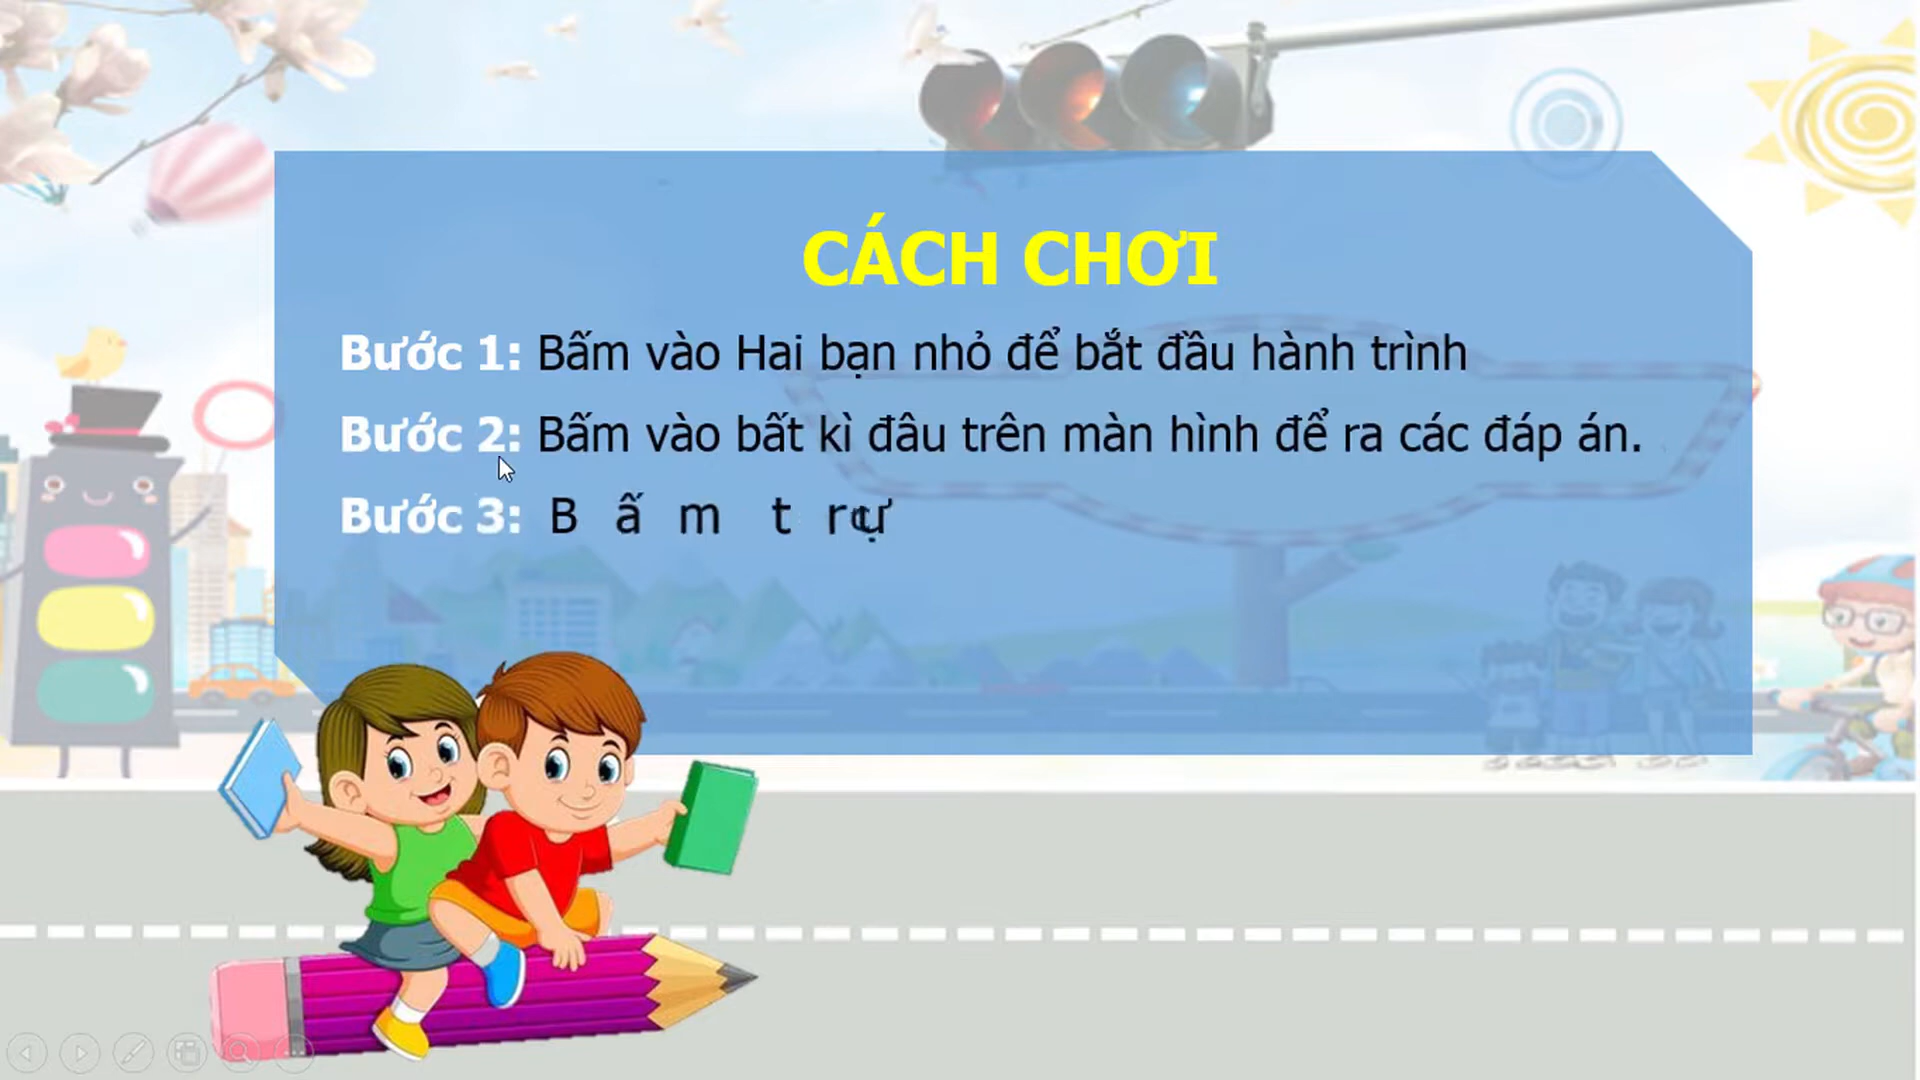 CÁCH CHƠI
Bước 1: Bấm vào Hai bạn nhỏ để bắt đầu hành trình
Bước 2: Bấm vào bất kì đâu trên màn hình để ra các đáp án.
Bước 3: B ấ m